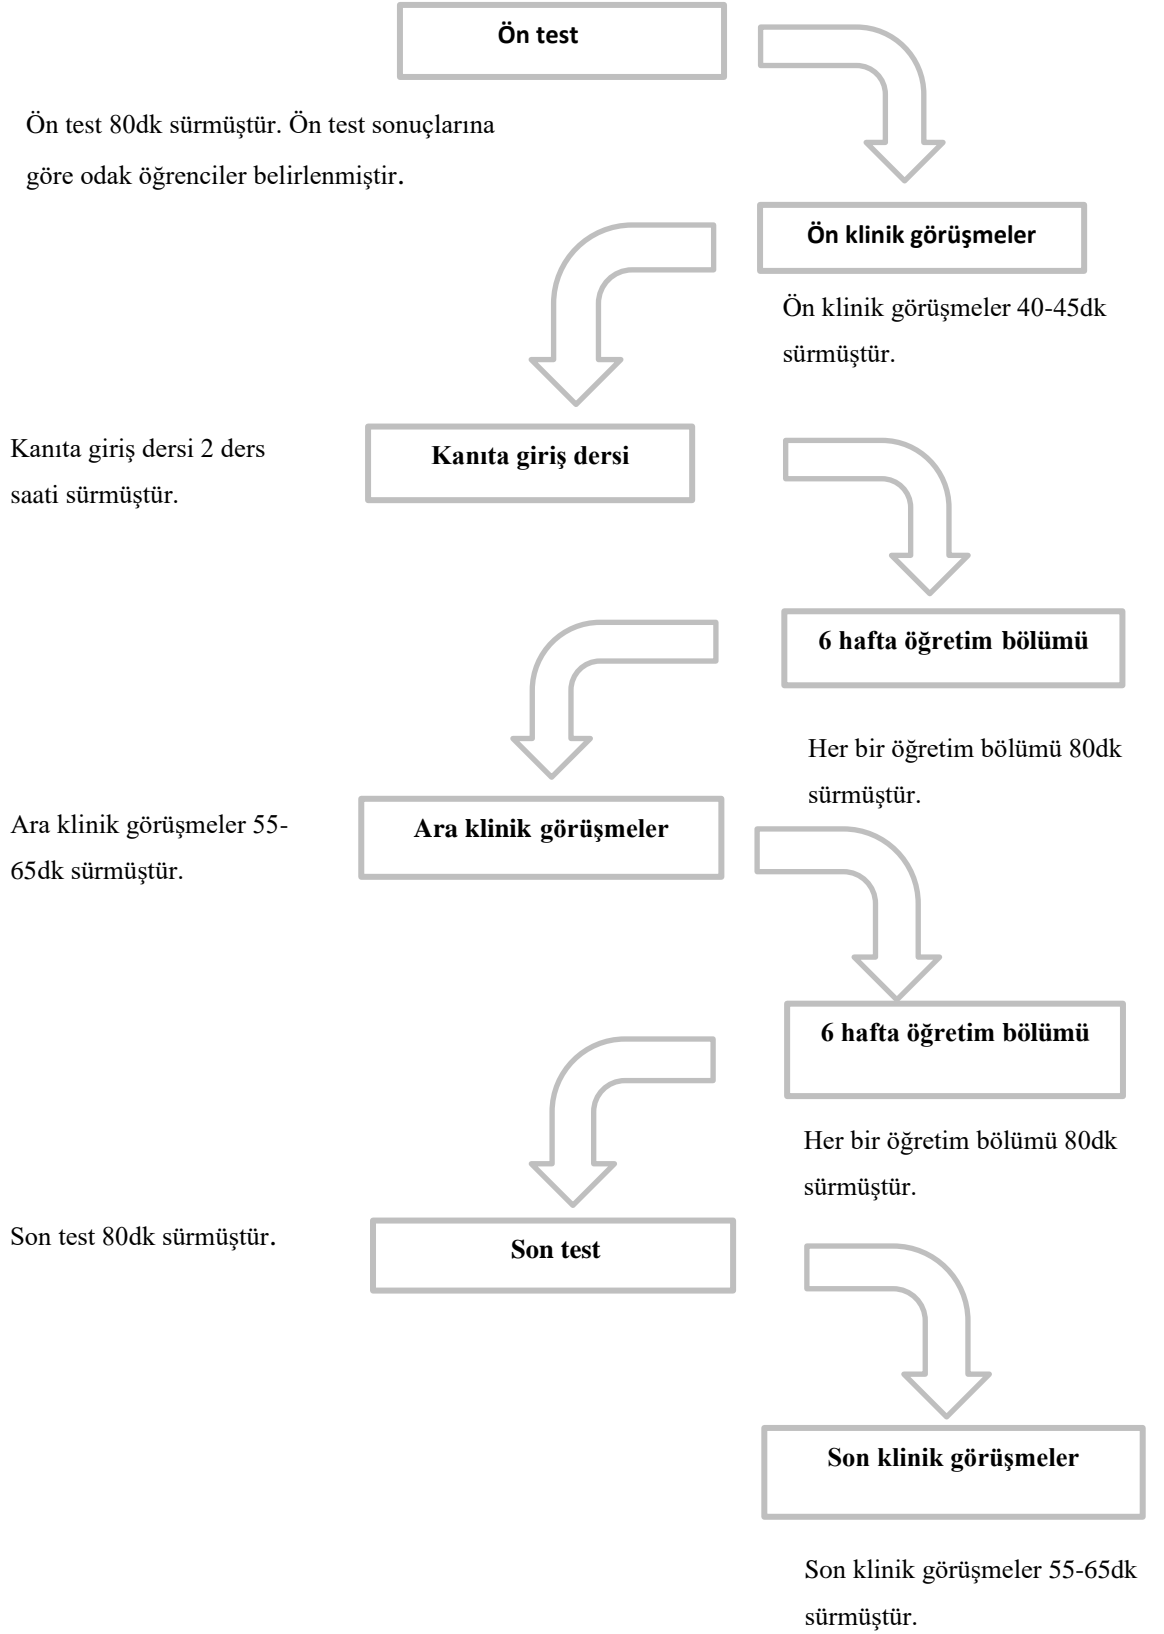 Ön test
Ön test 80dk sürmüştür. Ön test sonuçlarına
göre odak öğrenciler belirlenmiştir.
Ön klinik görüşmeler
Ön klinik görüşmeler 40-45dk
sürmüştür.
Kanıta giriş dersi
Kanıta giriş dersi 2 ders
saati sürmüştür.
6 hafta öğretim bölümü
Her bir öğretim bölümü 80dk
sürmüştür.
Ara klinik görüşmeler
Ara klinik görüşmeler 55-
65dk sürmüştür.
6 hafta öğretim bölümü
Her bir öğretim bölümü 80dk
sürmüştür.
Son test
Son test 80dk sürmüştür.
Son klinik görüşmeler
Son klinik görüşmeler 55-65dk
sürmüştür.